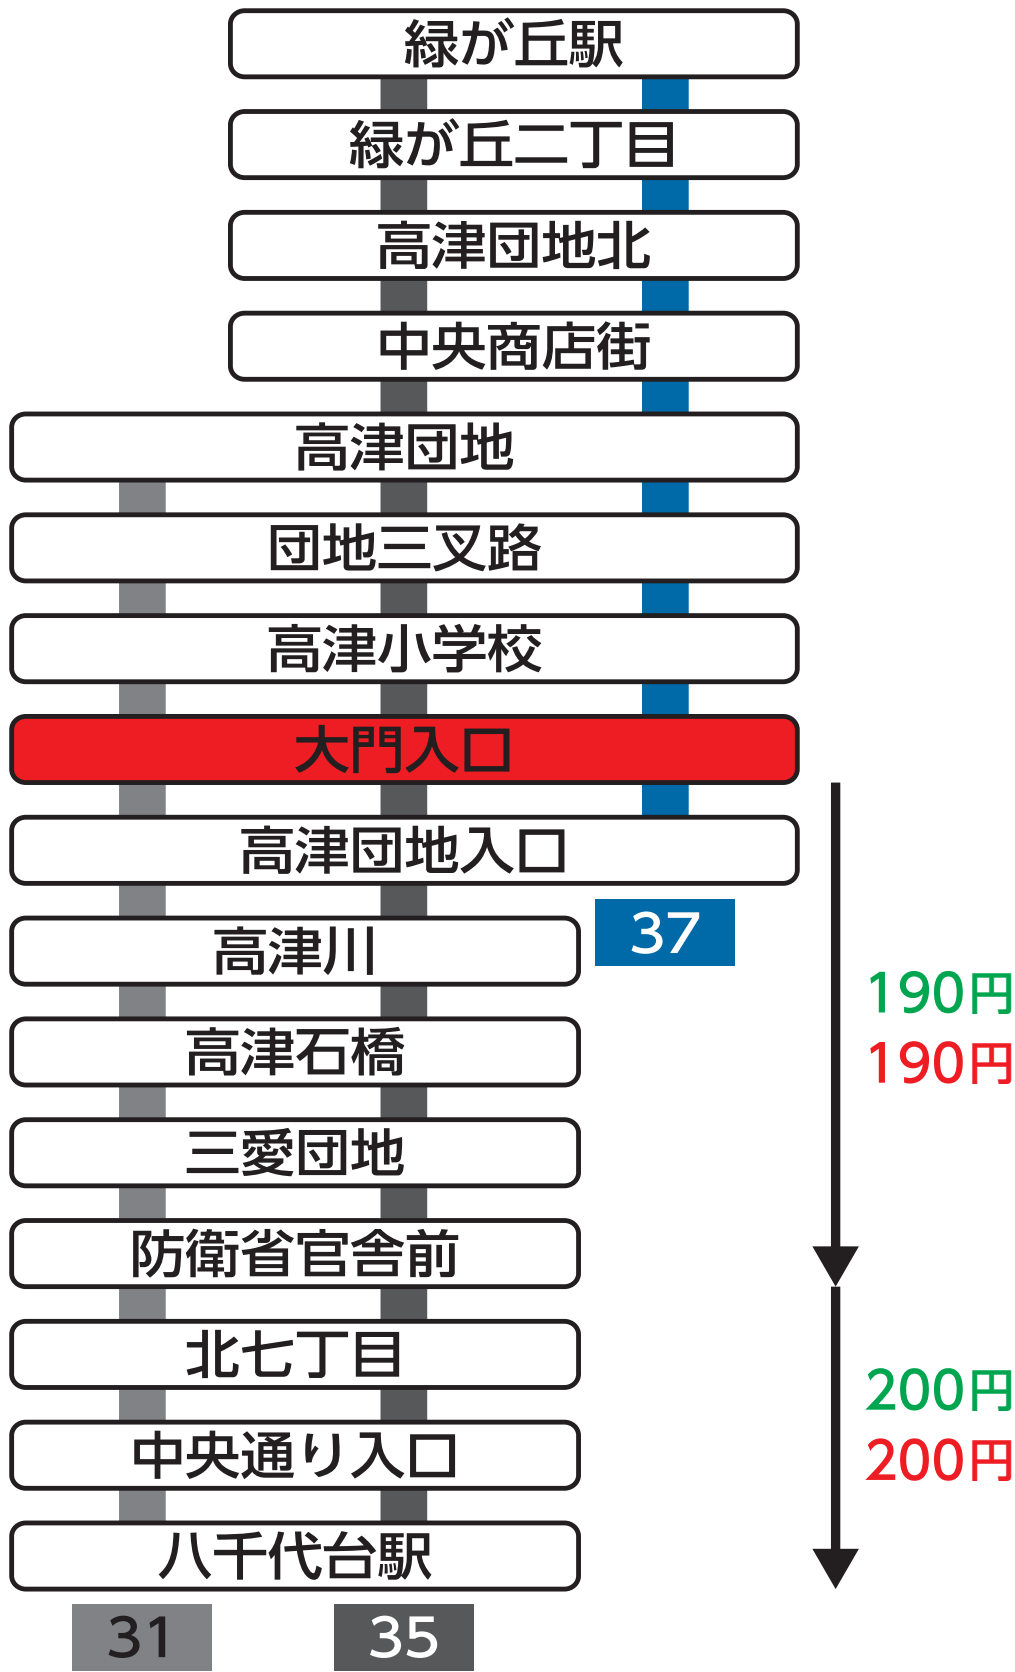 緑が丘駅
緑が丘二丁目
高津団地北
中央商店街
高津団地
団地三叉路
高津小学校
大門入口
高津団地入口
37
高津川
190円
高津石橋
190円
三愛団地
防衛省官舎前
北七丁目
200円
中央通り入口
200円
八千代台駅
31
35